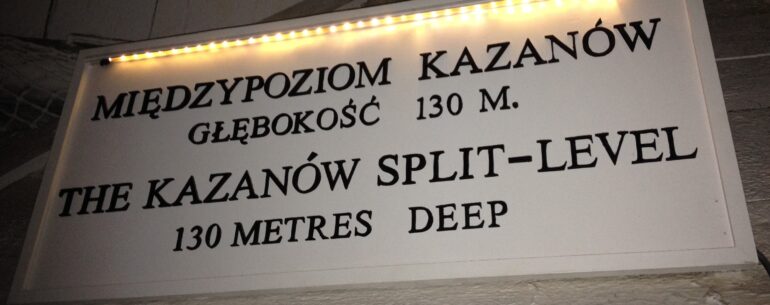 MIĘDZYPOZIOM KAZANÓW
GŁĘBOKOŚĆ 130 M.
THE KAZANÓW SPLIT-LEVEL
130 METRES DEEP